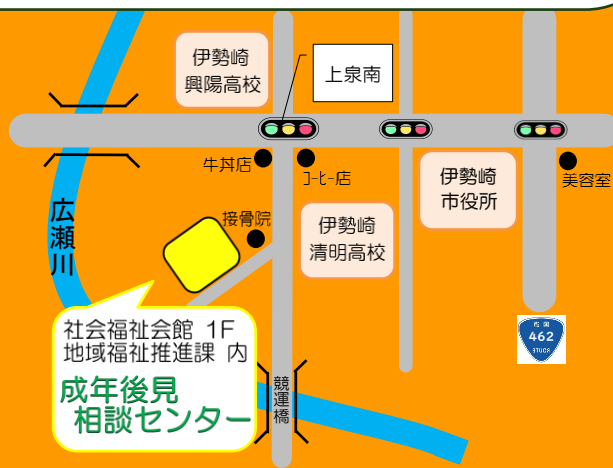 伊勢崎
興陽高校
上泉南
牛丼店
コーヒー店
伊勢崎
市役所
美容室
広瀬川
接骨院
伊勢崎
清明高校
462
社会福祉会館 1F
地域福祉推進課 内
成年後見
相談センター
競運橋